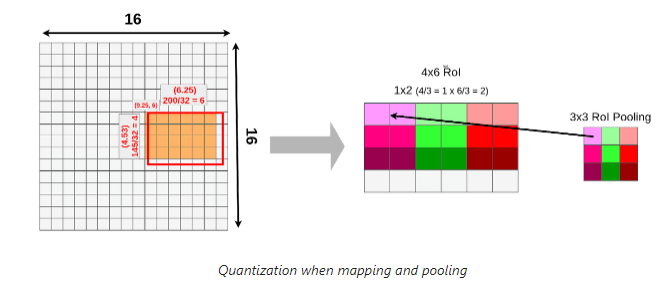 16
16
(6.25)
200/32 = 6
[9.25, 6]
(4.53)
145/32 = 4
4x6 RoI
1x2 (4/3 = 1 x 6/3 = 2)
3x3 RoI Pooling
Quantization when mapping and pooling